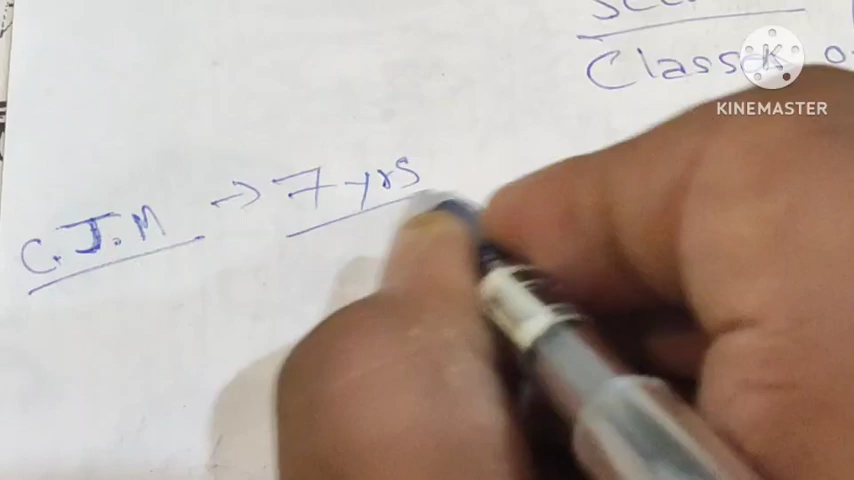 Classes
K
KINEMASTER
C.J.M → 7 yrs